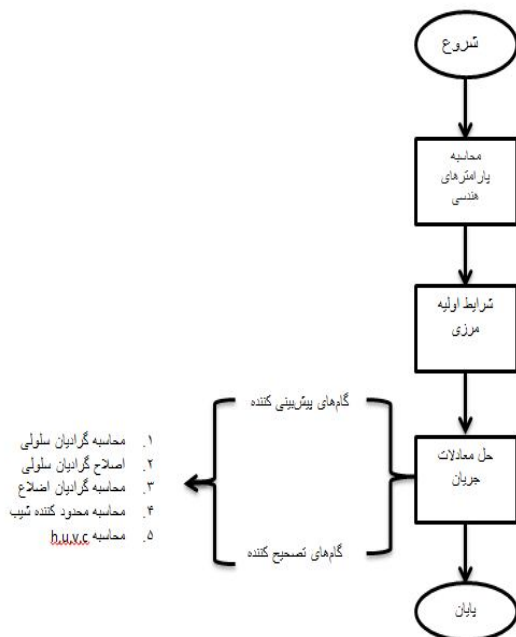 شروع
محاسبه
پارامترهای
هندسی
شرایط اولیه
مرزی
حل معادلات
جریان
گام‌های پیش‌بینی کننده
گام‌های تصحیح کننده
۱. محاسبه گرادیان سلولی
۲. اصلاح گرادیان سلولی
۳. محاسبه گرادیان اضلاع
۴. محاسبه محدود کننده شیب
۵. محاسبه h,u,v,c
پایان